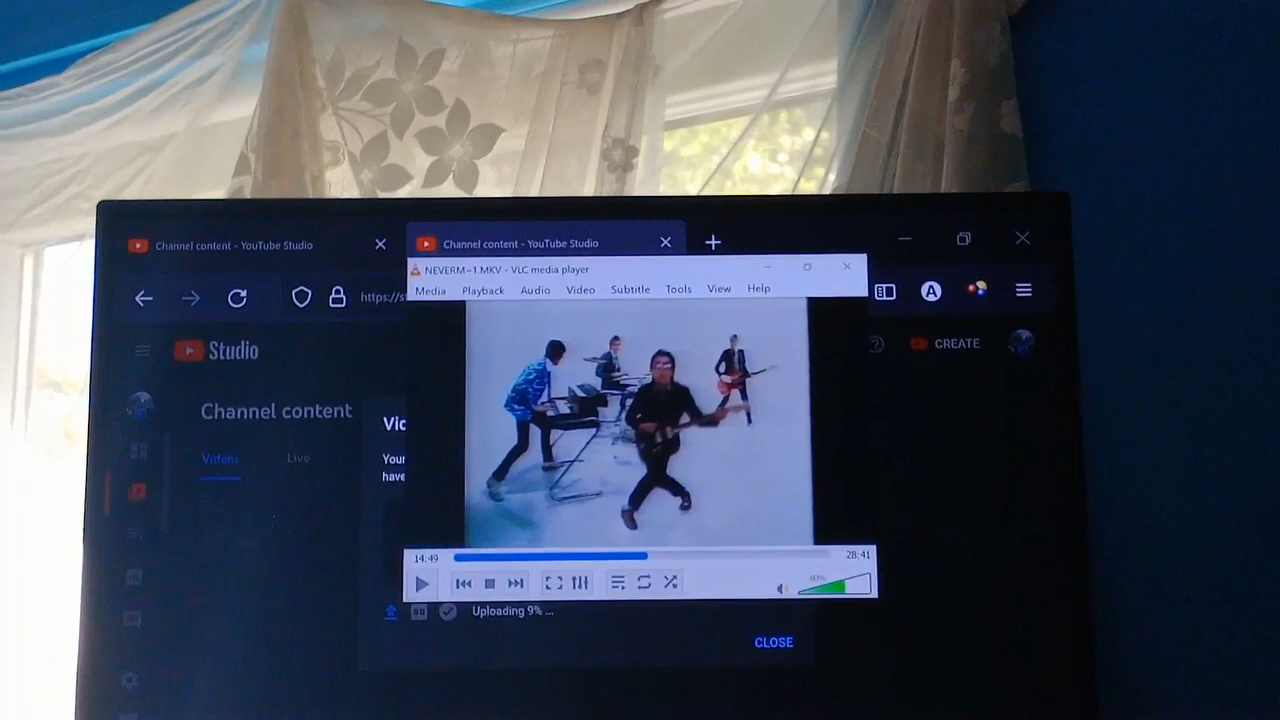 Channel content - YouTube Studio
Channel content - YouTube Studio
NEVERM~1.MKV - VLC media player
Media Playback Audio Video Subtitle Tools View Help
https://s
A
Studio
CREATE
Channel content
Vic
Videos
Live
Your
have
14:49
28:41
60%
SD
Uploading 9% ...
CLOSE